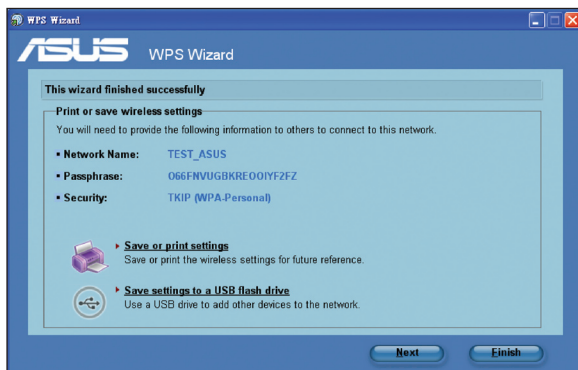 WPS Wizard
ASUS WPS Wizard
This wizard finished successfully
Print or save wireless settings
You will need to provide the following information to others to connect to this network.
Network Name: TEST_ASUS
Passphrase: O66FNVUGBKREOOIYF2FZ
Security: TKIP (WPA-Personal)
Save or print settings
Save or print the wireless settings for future reference.
Save settings to a USB flash drive
Use a USB drive to add other devices to the network.
Next Finish